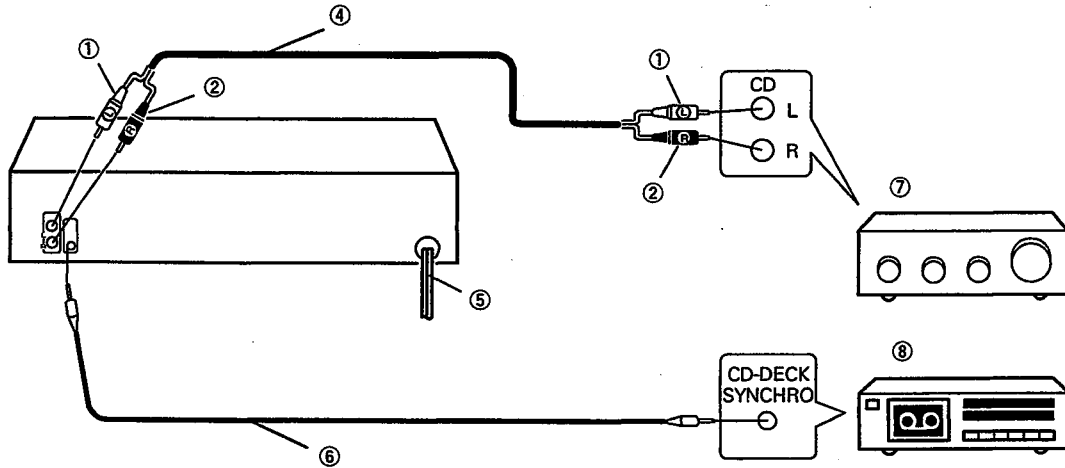 ④
①
②
Ⓛ
Ⓡ
①
Ⓛ
Ⓡ
②
CD
L
R
⑦
⑤
⑧
CD-DECK
SYNCHRO
⑥